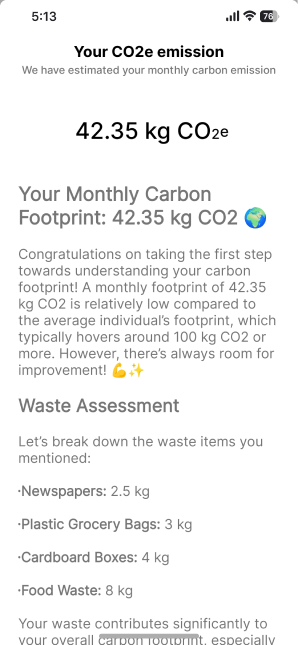 5:13
76
Your CO2e emission
We have estimated your monthly carbon emission
42.35 kg CO2e
Your Monthly Carbon
Footprint: 42.35 kg CO2 🌍
Congratulations on taking the first step
towards understanding your carbon
footprint! A monthly footprint of 42.35
kg CO2 is relatively low compared to
the average individual's footprint, which
typically hovers around 100 kg CO2 or
more. However, there's always room for
improvement! 💪✨
Waste Assessment
Let's break down the waste items you
mentioned:
·Newspapers: 2.5 kg
·Plastic Grocery Bags: 3 kg
·Cardboard Boxes: 4 kg
·Food Waste: 8 kg
Your waste contributes significantly to
your overall carbon footprint, especially